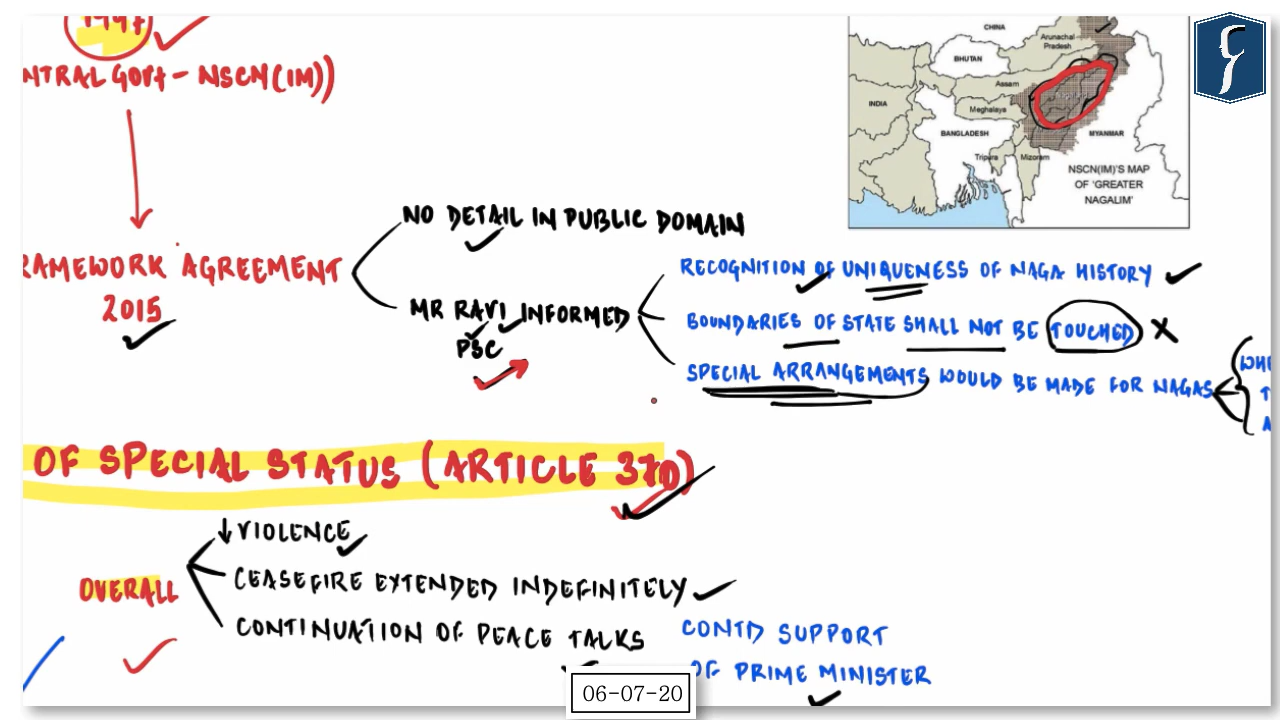 1997
NTRAL GOVT - NSCN(IM))
RAMEWORK AGREEMENT
2015
NO DETAIL IN PUBLIC DOMAIN
MR RAVI INFORMED
PSC
RECOGNITION OF UNIQUENESS OF NAGA HISTORY
BOUNDARIES OF STATE SHALL NOT BE TOUCHED X
SPECIAL ARRANGEMENTS WOULD BE MADE FOR NAGAS
WHE
T
A
CHINA
Arunachal
Pradesh
BHUTAN
Assam
INDIA
Meghalaya
BANGLADESH
MYANMAR
Tripura
Mizoram
NSCN(IM)'S MAP
OF 'GREATER
NAGALIM'
OF SPECIAL STATUS (ARTICLE 370)
OVERALL
↓ VIOLENCE
CEASEFIRE EXTENDED INDEFINITELY
CONTINUATION OF PEACE TALKS
CONTD SUPPORT
OF PRIME MINISTER
06-07-20